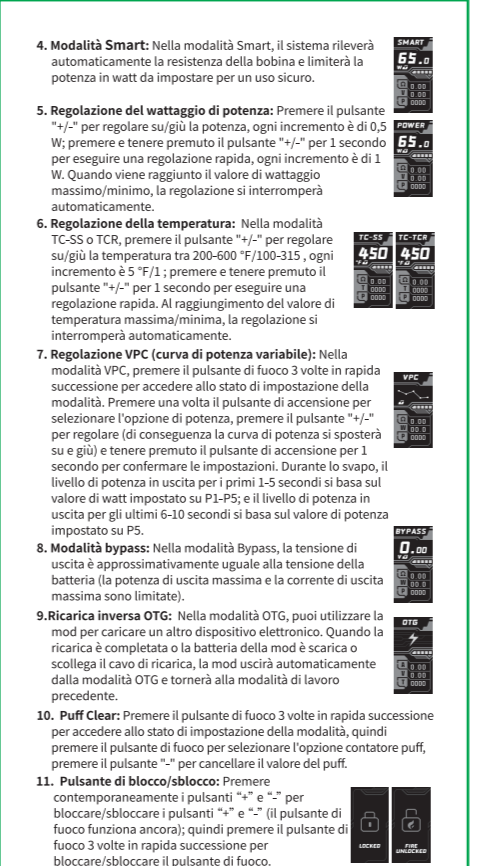 4. Modalità Smart: Nella modalità Smart, il sistema rileverà
automaticamente la resistenza della bobina e limiterà la
potenza in watt da impostare per un uso sicuro.
SMART
65.0
5. Regolazione del wattaggio di potenza: Premere il pulsante
"+/-" per regolare su/giù la potenza, ogni incremento è di 0,5
W; premere e tenere premuto il pulsante "+/-" per 1 secondo
per eseguire una regolazione rapida, ogni incremento è di 1
W. Quando viene raggiunto il valore di wattaggio
massimo/minimo, la regolazione si interromperà
automaticamente.
POWER
65.0
6. Regolazione della temperatura: Nella modalità
TC-SS o TCR, premere il pulsante "+/-" per regolare
su/giù la temperatura tra 200-600 °F/100-315 , ogni
incremento è 5 °F/1 ; premere e tenere premuto il
pulsante "+/-" per 1 secondo per eseguire una
regolazione rapida. Al raggiungimento del valore di
temperatura massima/minima, la regolazione si
interromperà automaticamente.
TC-SS TC-TCR
450 450
7. Regolazione VPC (curva di potenza variabile): Nella
modalità VPC, premere il pulsante di fuoco 3 volte in rapida
successione per accedere allo stato di impostazione della
modalità. Premere una volta il pulsante di accensione per
selezionare l'opzione di potenza, premere il pulsante "+/-"
per regolare (di conseguenza la curva di potenza si sposterà
su e giù) e tenere premuto il pulsante di accensione per 1
secondo per confermare le impostazioni. Durante lo svapo, il
livello di potenza in uscita per i primi 1-5 secondi si basa sul
valore di watt impostato su P1-P5; e il livello di potenza in
uscita per gli ultimi 6-10 secondi si basa sul valore di potenza
impostato su P5.
VPC
8. Modalità bypass: Nella modalità Bypass, la tensione di
uscita è approssimativamente uguale alla tensione della
batteria (la potenza di uscita massima e la corrente di uscita
massima sono limitate).
BYPASS
0.00
9.Ricarica inversa OTG: Nella modalità OTG, puoi utilizzare la
mod per caricare un altro dispositivo elettronico. Quando la
ricarica è completata o la batteria della mod è scarica o
scollega il cavo di ricarica, la mod uscirà automaticamente
dalla modalità OTG e tornerà alla modalità di lavoro
precedente.
OTG
10. Puff Clear: Premere il pulsante di fuoco 3 volte in rapida successione
per accedere allo stato di impostazione della modalità, quindi
premere il pulsante di fuoco per selezionare l'opzione contatore puff,
premere il pulsante "-" per cancellare il valore del puff.
11. Pulsante di blocco/sblocco: Premere
contemporaneamente i pulsanti “+” e “-” per
bloccare/sbloccare i pulsanti “+” e “-” (il pulsante di
fuoco funziona ancora); quindi premere il pulsante di
fuoco 3 volte in rapida successione per
bloccare/sbloccare il pulsante di fuoco.
LOCKED
FIRE
UNLOCKED